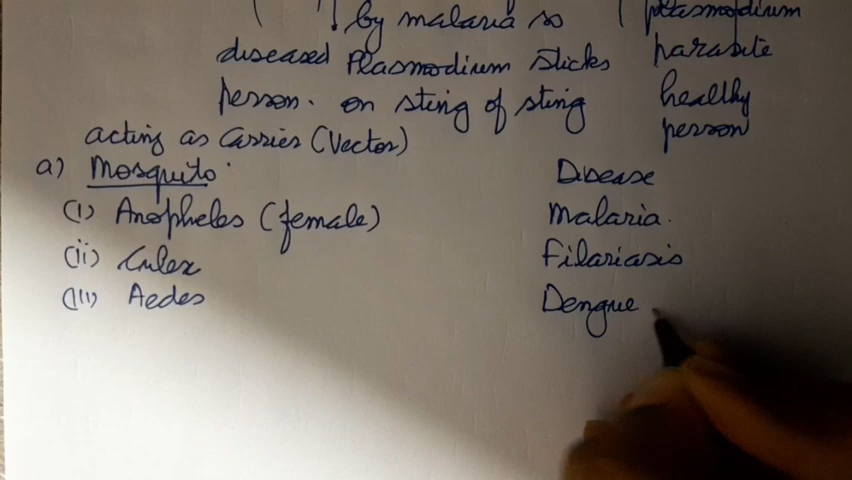 by malaria so plasmodium
diseased Plasmodium sticks parasite
person. on sting of sting healthy
person
acting as Carries (Vector)
a) Mosquito Disease
(i) Anopheles (female) Malaria.
(ii) Culex Filariasis
(iii) Aedes Dengue